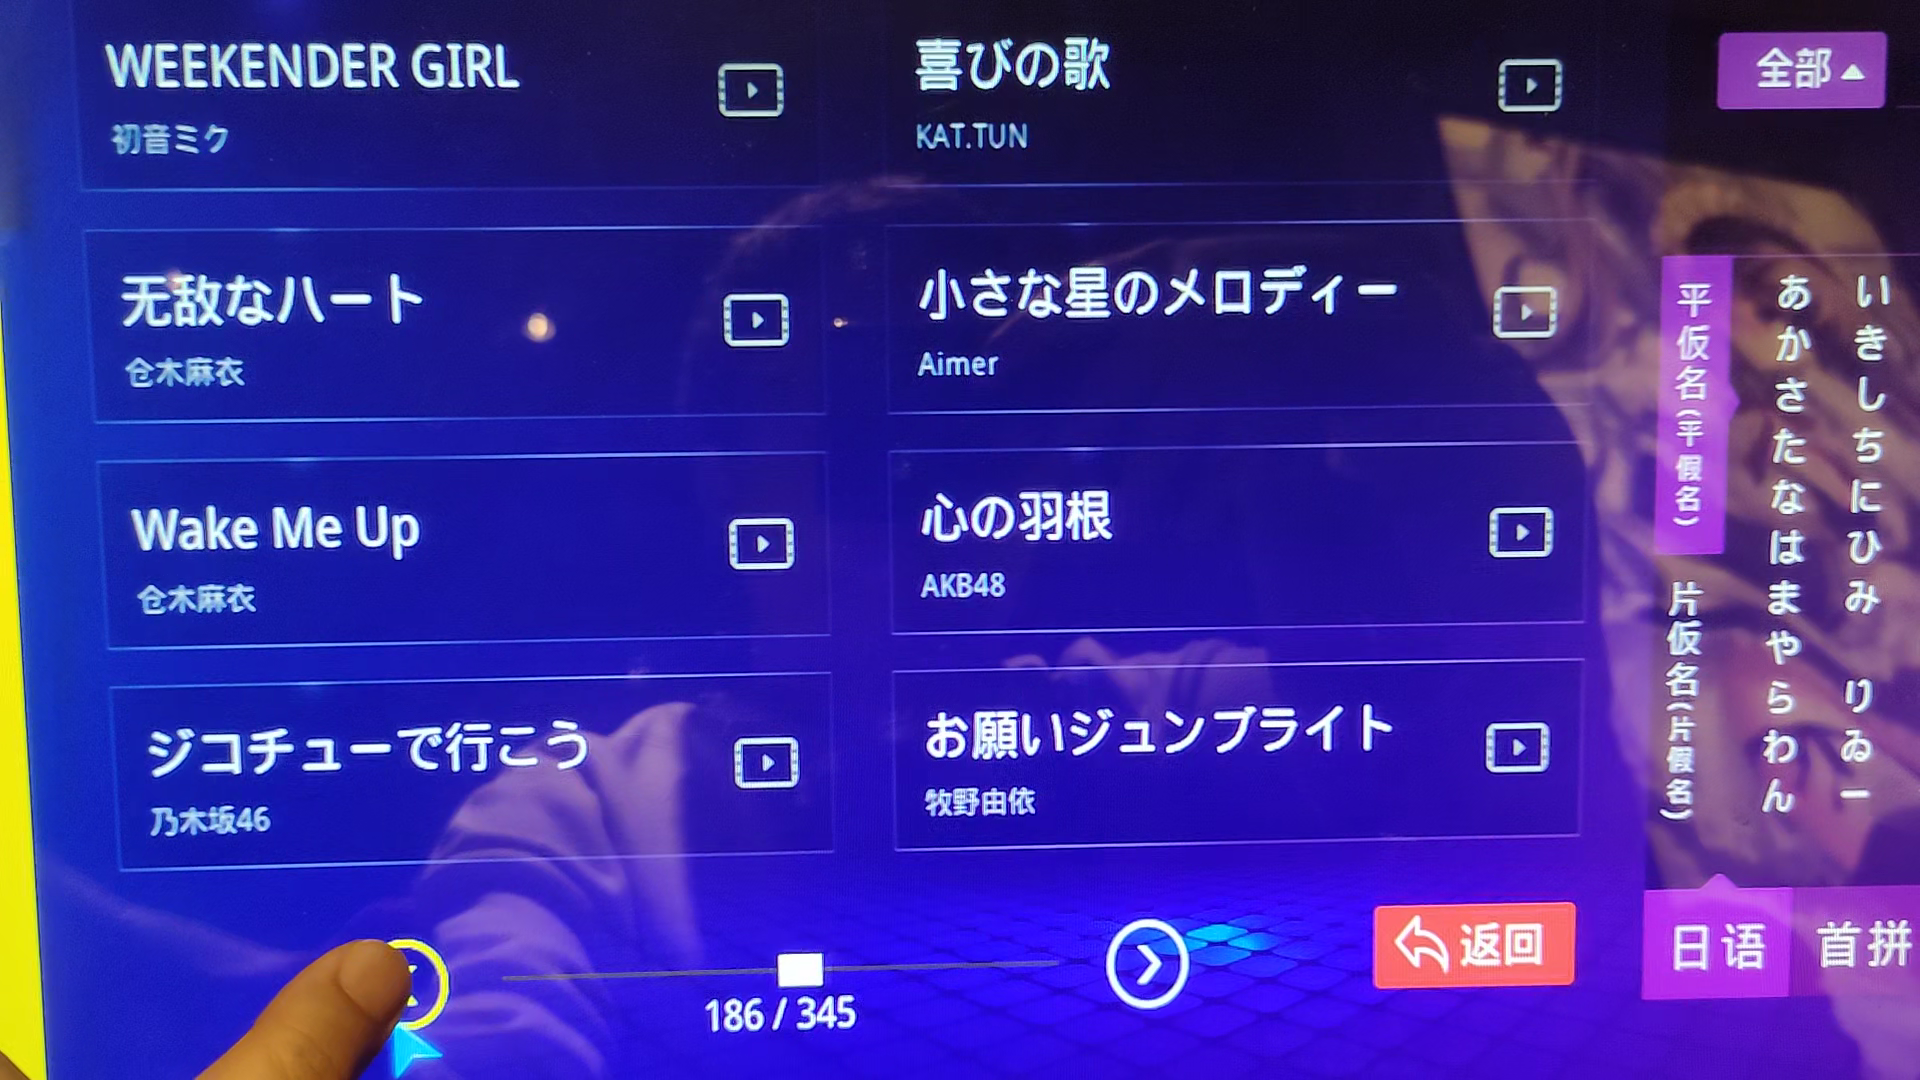 WEEKENDER GIRL
初音ミク
喜びの歌
KAT.TUN
无敌なハート
仓木麻衣
小さな星のメロディー
Aimer
Wake Me Up
仓木麻衣
心の羽根
AKB48
ジコチューで行こう
乃木坂46
お願いジュンブライト
牧野由依
186 / 345
返回
全部
平仮名(平假名)
片仮名(片假名)
あかさたなはまやらわん
いきしちにひみ りゐー
日语
首拼